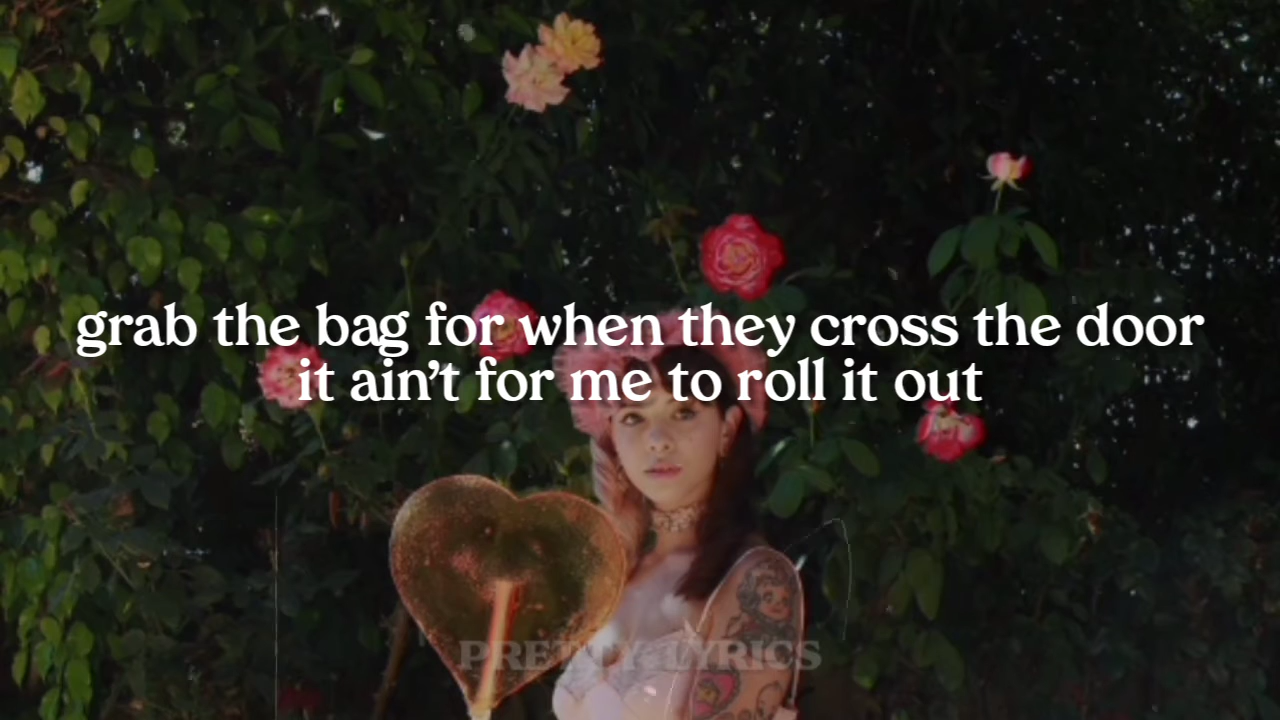 grab the bag for when they cross the door
it ain't for me to roll it out
PRETTY LYRICS